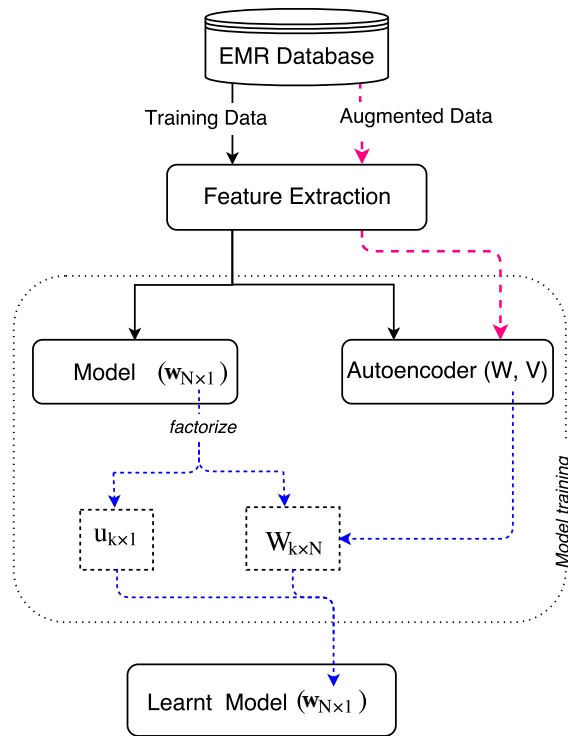 EMR Database
Training Data
Augmented Data
Feature Extraction
Model (w_{N×1})
Autoencoder (W, V)
factorize
u_{k×1}
W_{k×N}
Model training
Learnt Model (w_{N×1})